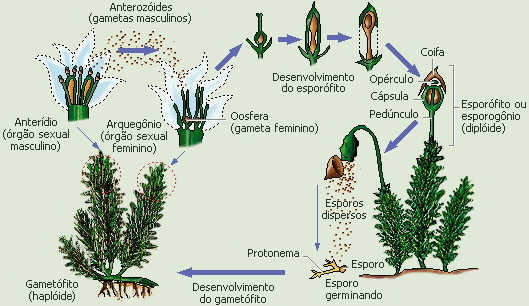 Anterozóides
(gametas masculinos)
Desenvolvimento
do esporófito
Coifa
Opérculo
Cápsula
Pedúnculo
Esporófito ou
esporogônio
(diplóide)
Oosfera
(gameta feminino)
Anterídio
(órgão sexual
masculino)
Arquegônio
(órgão sexual
feminino)
Esporos
dispersos
Protonema
Esporo
Esporo
germinando
Gametófito
(haplóide)
Desenvolvimento
do gametófito